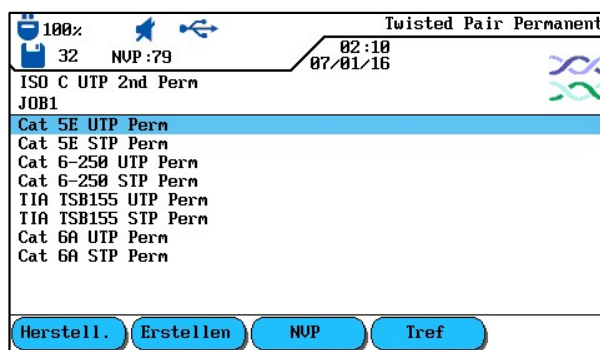 100% Twisted Pair Permanent
32 NVP:79 02:10
07/01/16
ISO C UTP 2nd Perm
JOB1
Cat 5E UTP Perm
Cat 5E STP Perm
Cat 6-250 UTP Perm
Cat 6-250 STP Perm
TIA TSB155 UTP Perm
TIA TSB155 STP Perm
Cat 6A UTP Perm
Cat 6A STP Perm
Herstell. Erstellen NVP Tref